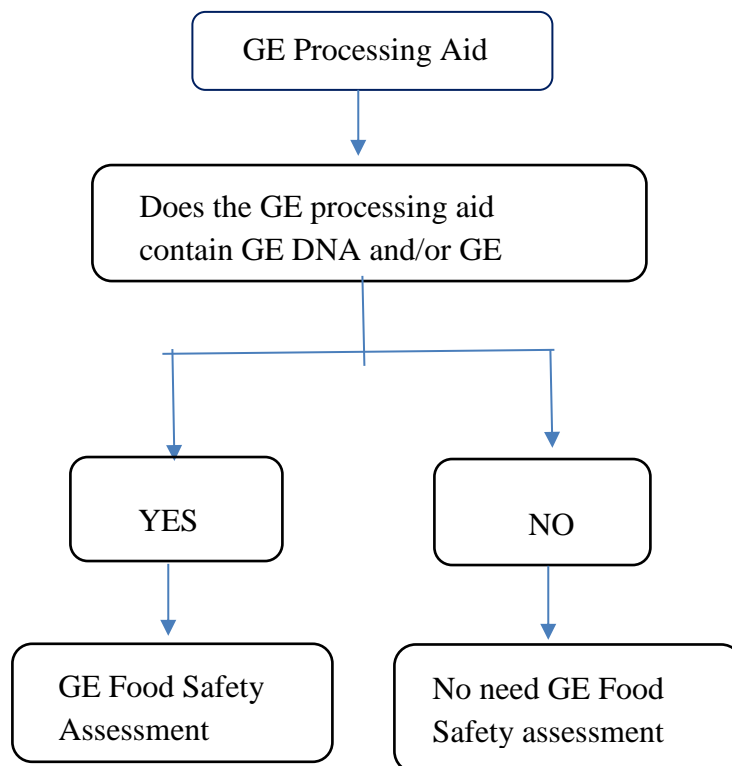 GE Processing Aid
Does the GE processing aid
contain GE DNA and/or GE
YES
NO
GE Food Safety
Assessment
No need GE Food
Safety assessment